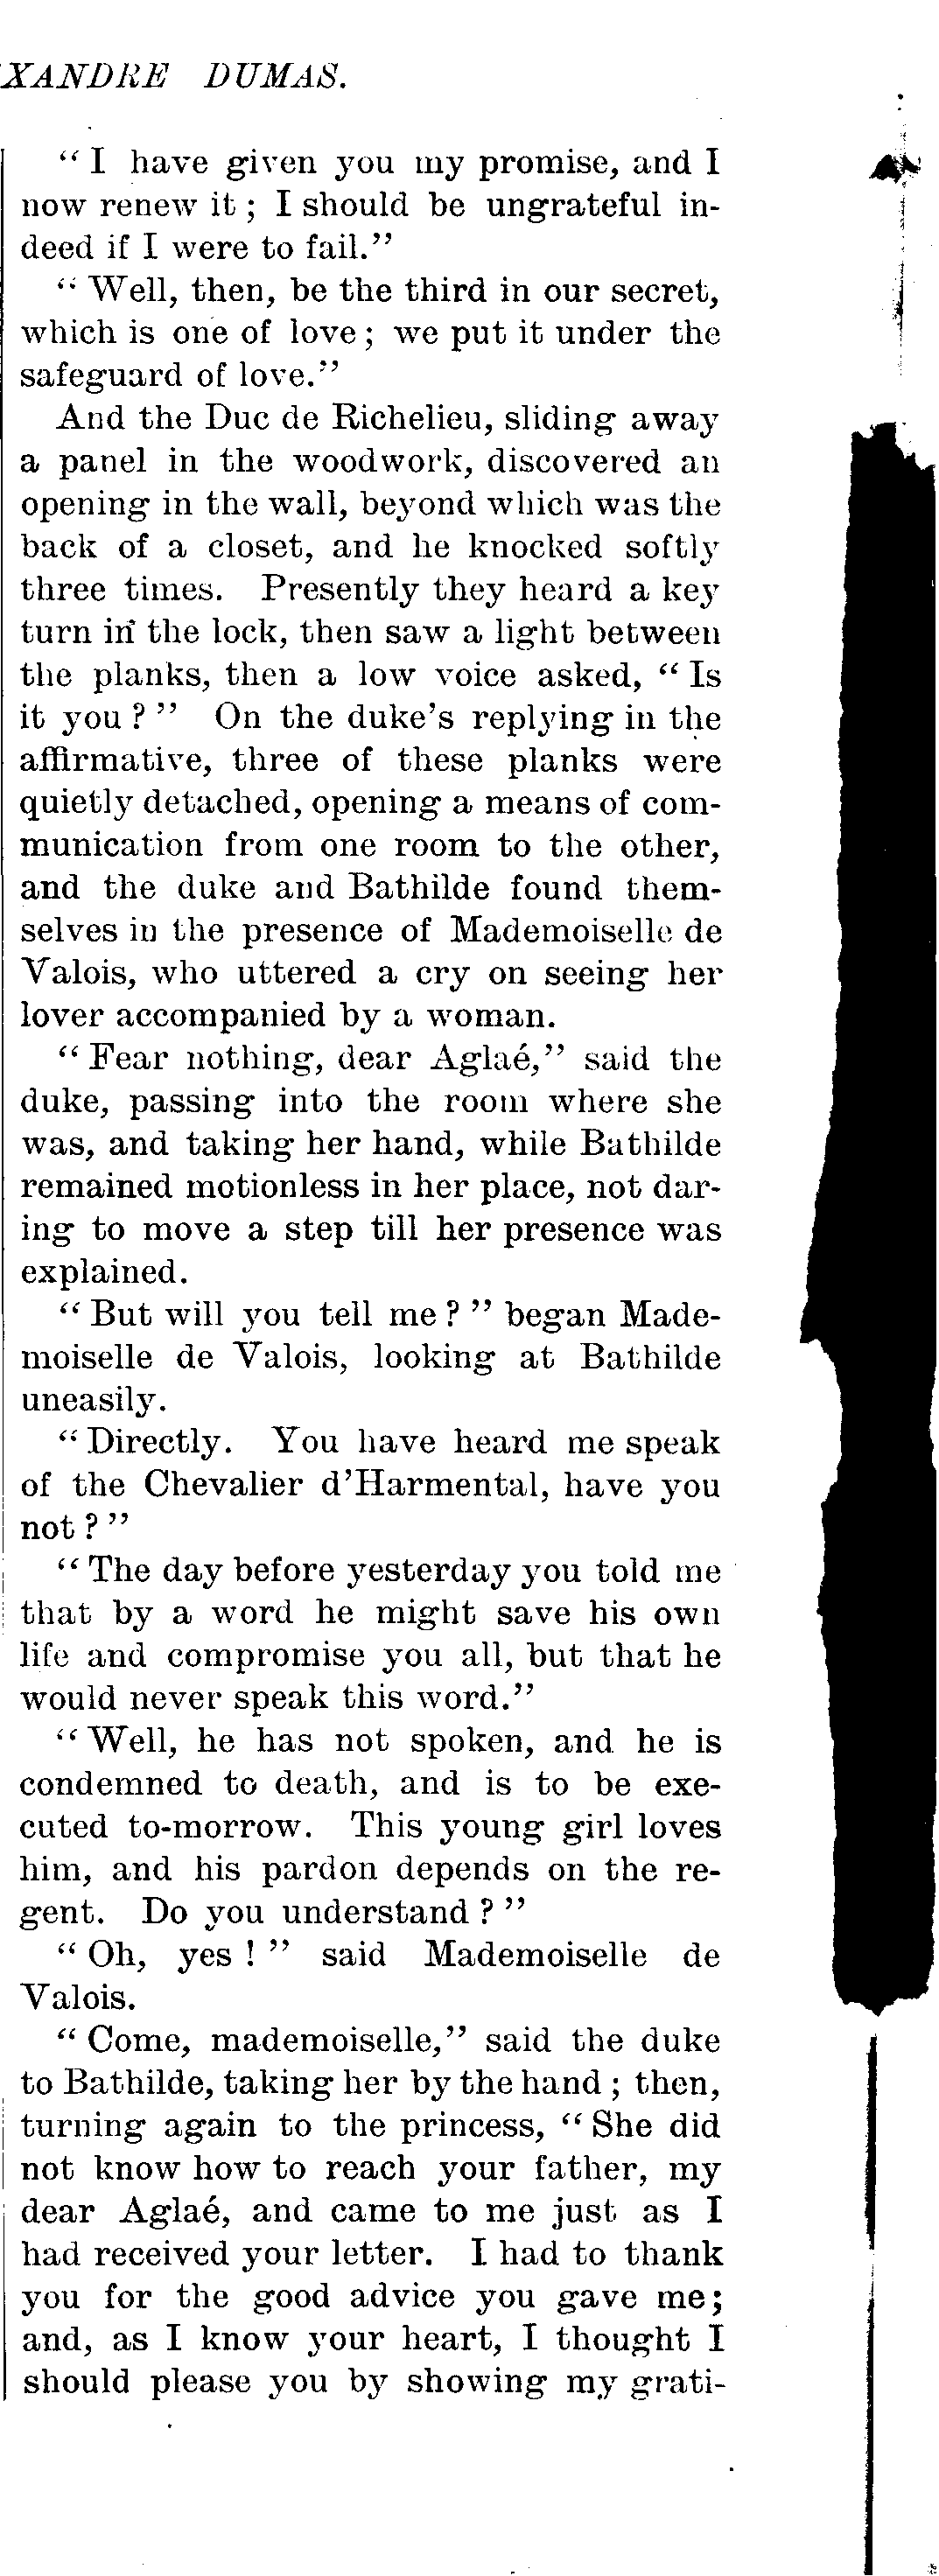 XANDRE DUMAS.
"I have given you my promise, and I
now renew it; I should be ungrateful in-
deed if I were to fail."
"Well, then, be the third in our secret,
which is one of love; we put it under the
safeguard of love."
And the Duc de Richelieu, sliding away
a panel in the woodwork, discovered an
opening in the wall, beyond which was the
back of a closet, and he knocked softly
three times. Presently they heard a key
turn in the lock, then saw a light between
the planks, then a low voice asked, "Is
it you?" On the duke's replying in the
affirmative, three of these planks were
quietly detached, opening a means of com-
munication from one room to the other,
and the duke and Bathilde found them-
selves in the presence of Mademoiselle de
Valois, who uttered a cry on seeing her
lover accompanied by a woman.
"Fear nothing, dear Aglaé," said the
duke, passing into the room where she
was, and taking her hand, while Bathilde
remained motionless in her place, not dar-
ing to move a step till her presence was
explained.
"But will you tell me?" began Made-
moiselle de Valois, looking at Bathilde
uneasily.
"Directly. You have heard me speak
of the Chevalier d'Harmental, have you
not?"
"The day before yesterday you told me
that by a word he might save his own
life and compromise you all, but that he
would never speak this word."
"Well, he has not spoken, and he is
condemned to death, and is to be exe-
cuted to-morrow. This young girl loves
him, and his pardon depends on the re-
gent. Do you understand?"
"Oh, yes!" said Mademoiselle de
Valois.
"Come, mademoiselle," said the duke
to Bathilde, taking her by the hand; then,
turning again to the princess, "She did
not know how to reach your father, my
dear Aglaé, and came to me just as I
had received your letter. I had to thank
you for the good advice you gave me;
and, as I know your heart, I thought I
should please you by showing my grati-